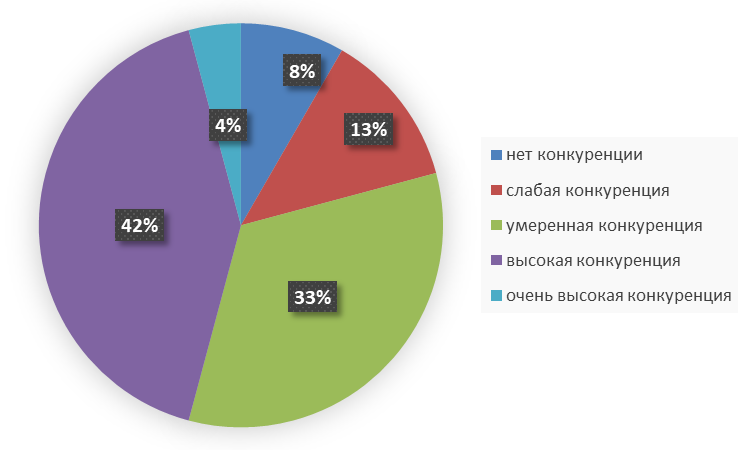 8%
13%
4%
42%
33%
нет конкуренции
слабая конкуренция
умеренная конкуренция
высокая конкуренция
очень высокая конкуренция